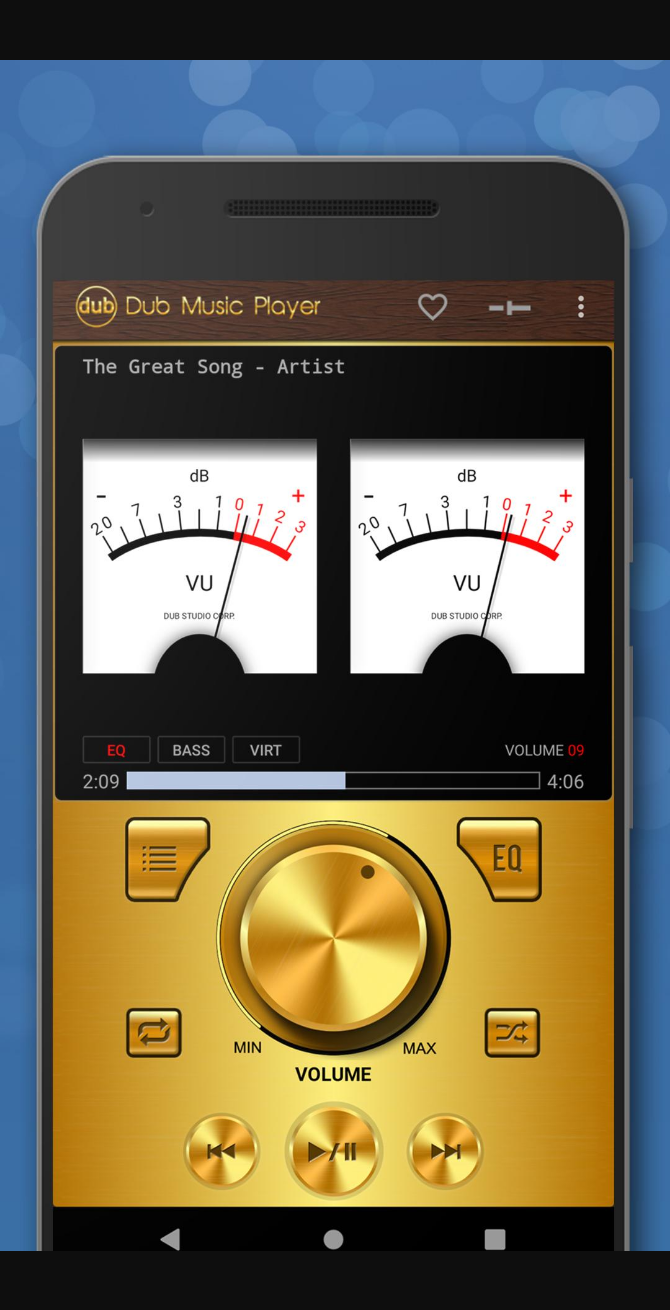 dub Dub Music Player
The Great Song - Artist
dB dB
- 20 7 3 1 0 1 2 3 + - 20 7 3 1 0 1 2 3 +
VU VU
DUB STUDIO CORP. DUB STUDIO CORP.
EQ BASS VIRT VOLUME 09
2:09 4:06
EQ
MIN MAX
VOLUME